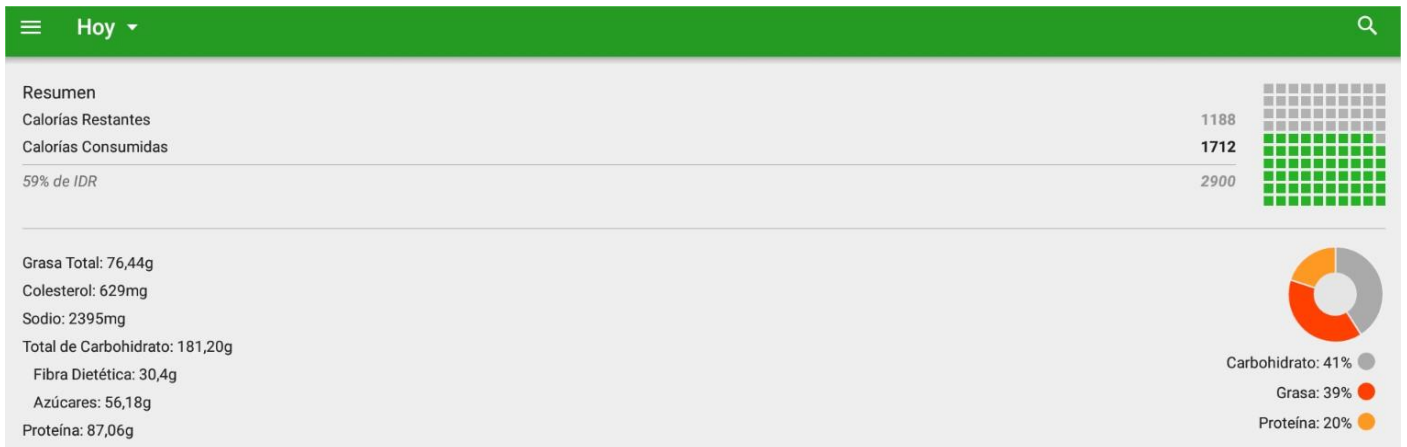 Hoy
Resumen
Calorías Restantes 1188
Calorías Consumidas 1712
59% de IDR 2900
Grasa Total: 76,44g
Colesterol: 629mg
Sodio: 2395mg
Total de Carbohidrato: 181,20g
Fibra Dietética: 30,4g
Azúcares: 56,18g
Proteína: 87,06g
Carbohidrato: 41%
Grasa: 39%
Proteína: 20%